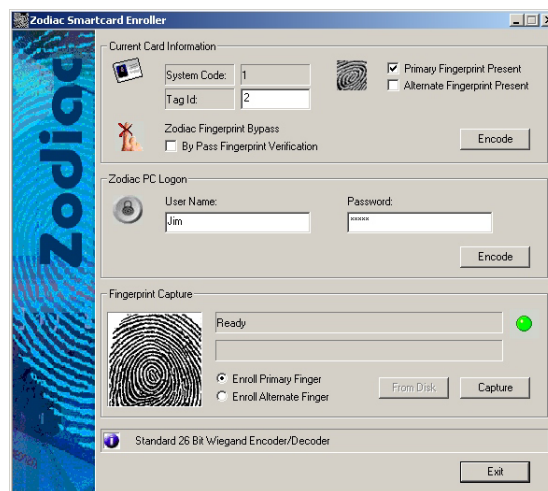 Zodiac Smartcard Enroller
Zodiac
Current Card Information
System Code: 1
Tag Id: 2
Primary Fingerprint Present
Alternate Fingerprint Present
Zodiac Fingerprint Bypass
By Pass Fingerprint Verification
Encode
Zodiac PC Logon
User Name: Password:
Jim xxxxx
Encode
Fingerprint Capture
Ready
Enroll Primary Finger
Enroll Alternate Finger
From Disk Capture
Standard 26 Bit Wiegand Encoder/Decoder
Exit